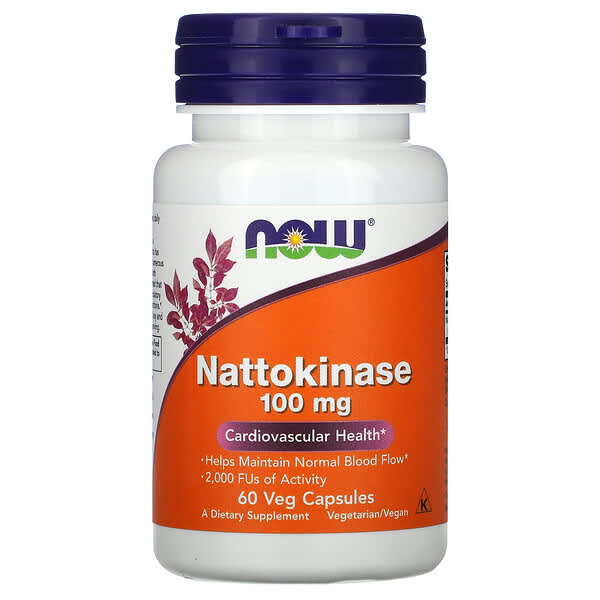 NOW®
Nattokinase
100 mg
Cardiovascular Health*
• Helps Maintain Normal Blood Flow*
• 2,000 FUs of Activity
60 Veg Capsules
A Dietary Supplement Vegetarian/Vegan
K